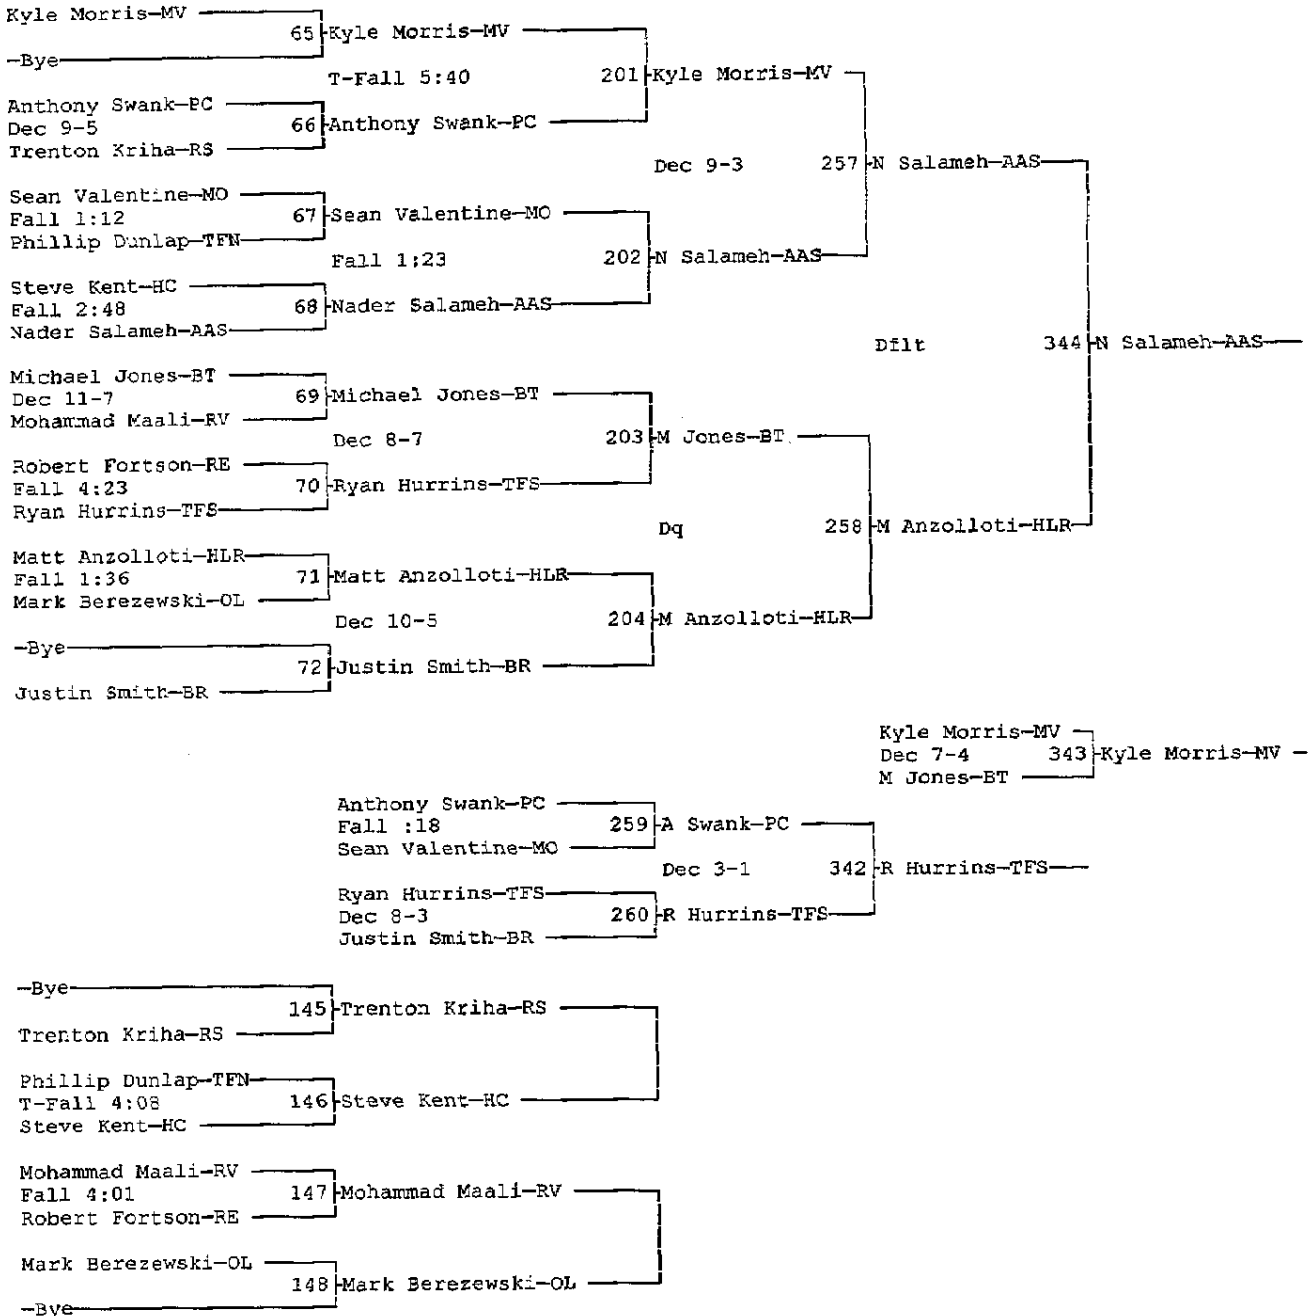 Kyle Morris-MV
65 Kyle Morris-MV
-Bye
T-Fall 5:40 201 Kyle Morris-MV
Anthony Swank-PC
Dec 9-5 66 Anthony Swank-PC
Trenton Kriha-RS
Dec 9-3 257 N Salameh-AAS
Sean Valentine-MO
Fall 1:12 67 Sean Valentine-MO
Phillip Dunlap-TFN
Fall 1:23 202 N Salameh-AAS
Steve Kent-HC
Fall 2:48 68 Nader Salameh-AAS
Nader Salameh-AAS
Dflt 344 N Salameh-AAS
Michael Jones-BT
Dec 11-7 69 Michael Jones-BT
Mohammad Maali-RV
Dec 8-7 203 M Jones-BT
Robert Fortson-RE
Fall 4:23 70 Ryan Hurrins-TFS
Ryan Hurrins-TFS
Dq 258 M Anzolloti-HLR
Matt Anzolloti-HLR
Fall 1:36 71 Matt Anzolloti-HLR
Mark Berezewski-OL
Dec 10-5 204 M Anzolloti-HLR
-Bye
72 Justin Smith-BR
Justin Smith-BR
Kyle Morris-MV
Dec 7-4 343 Kyle Morris-MV
M Jones-BT
Anthony Swank-PC
Fall :18 259 A Swank-PC
Sean Valentine-MO
Dec 3-1 342 R Hurrins-TFS
Ryan Hurrins-TFS
Dec 8-3 260 R Hurrins-TFS
Justin Smith-BR
-Bye
145 Trenton Kriha-RS
Trenton Kriha-RS
Phillip Dunlap-TFN
T-Fall 4:08 146 Steve Kent-HC
Steve Kent-HC
Mohammad Maali-RV
Fall 4:01 147 Mohammad Maali-RV
Robert Fortson-RE
Mark Berezewski-OL
148 Mark Berezewski-OL
-Bye